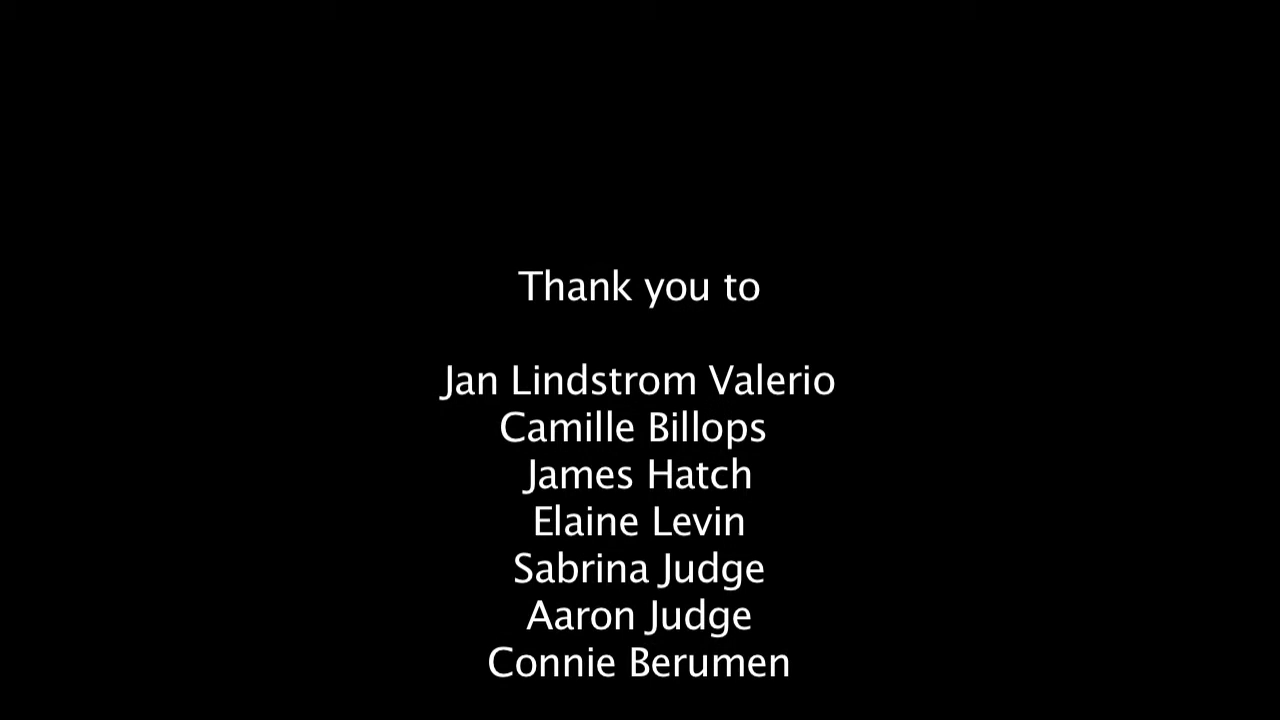 Thank you to
Jan Lindstrom Valerio
Camille Billops
James Hatch
Elaine Levin
Sabrina Judge
Aaron Judge
Connie Berumen